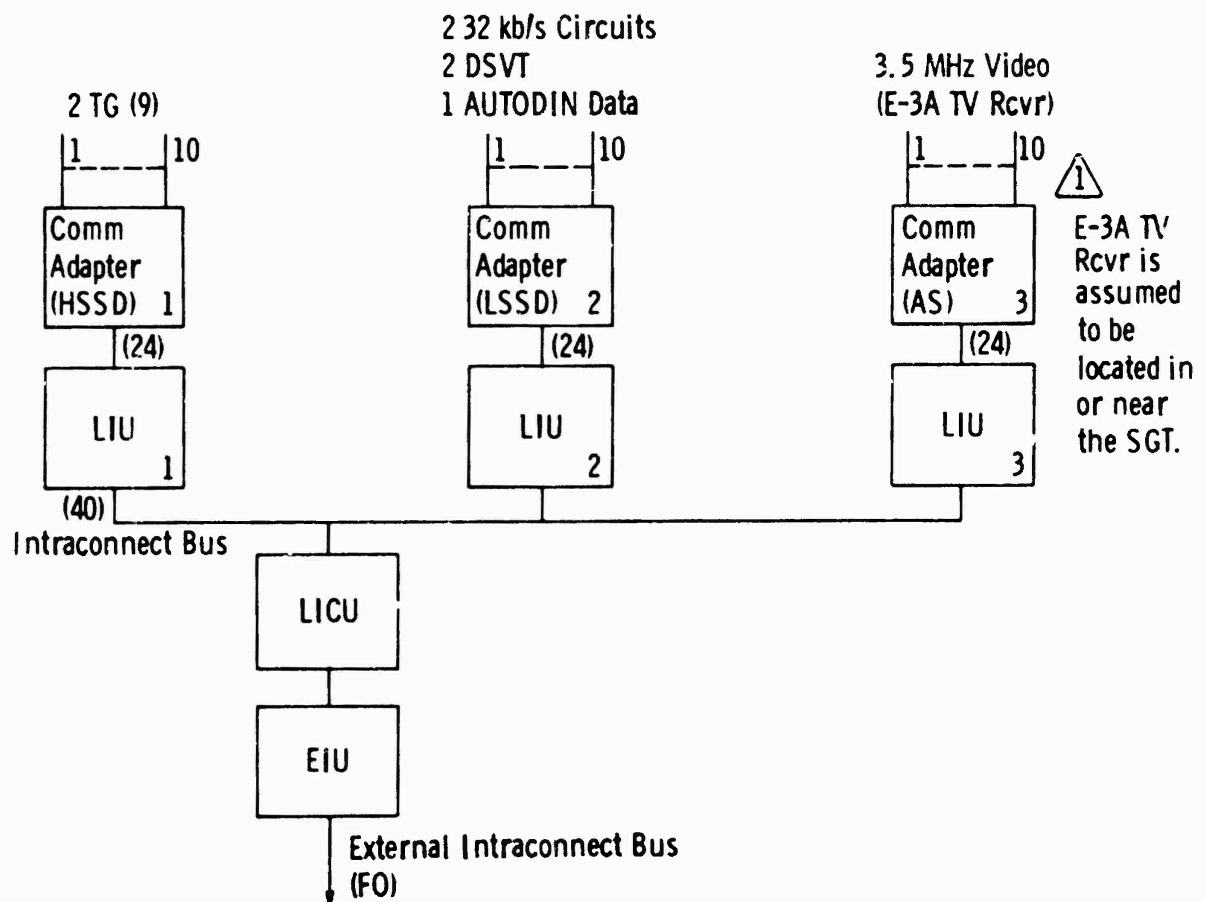 2 TG (9)
1 10
Comm
Adapter
(HSSD) 1
(24)
LIU
1
(40)
Intraconnect Bus
2 32 kb/s Circuits
2 DSVT
1 AUTODIN Data
1 10
Comm
Adapter
(LSSD) 2
(24)
LIU
2
3.5 MHz Video
(E-3A TV Rcvr)
1 10
Comm
Adapter
(AS) 3
(24)
LIU
3
1
E-3A TV
Rcvr is
assumed
to be
located in
or near
the SGT.
LICU
EIU
External Intraconnect Bus
(FO)